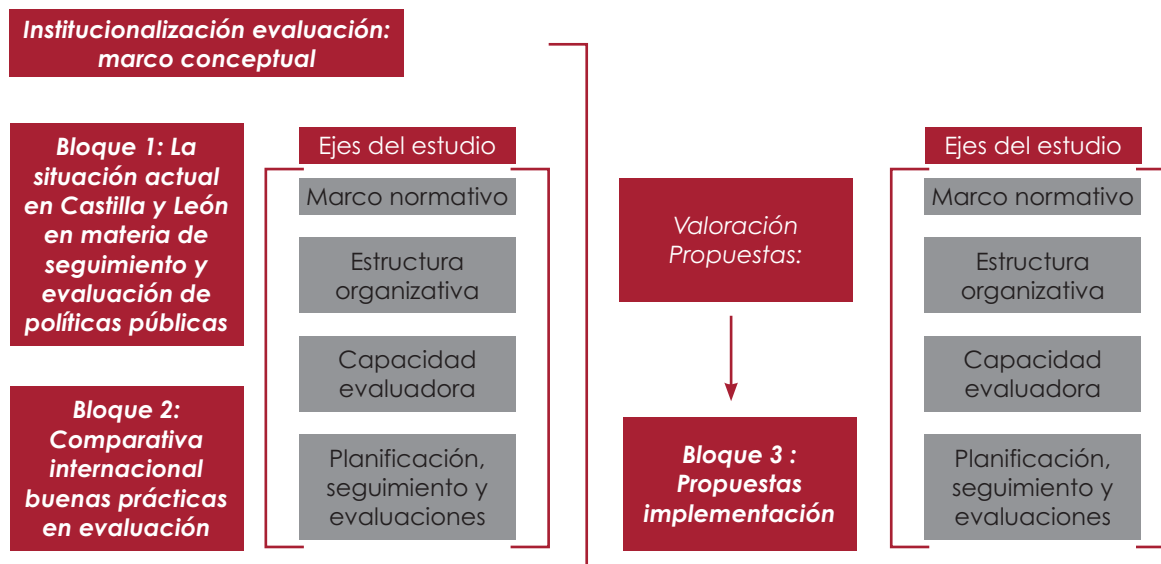 Institucionalización evaluación:
marco conceptual
Bloque 1: La
situación actual
en Castilla y León
en materia de
seguimiento y
evaluación de
políticas públicas
Bloque 2:
Comparativa
internacional
buenas prácticas
en evaluación
Ejes del estudio
Marco normativo
Estructura
organizativa
Capacidad
evaluadora
Planificación,
seguimiento y
evaluaciones
Valoración
Propuestas:
Bloque 3 :
Propuestas
implementación
Ejes del estudio
Marco normativo
Estructura
organizativa
Capacidad
evaluadora
Planificación,
seguimiento y
evaluaciones